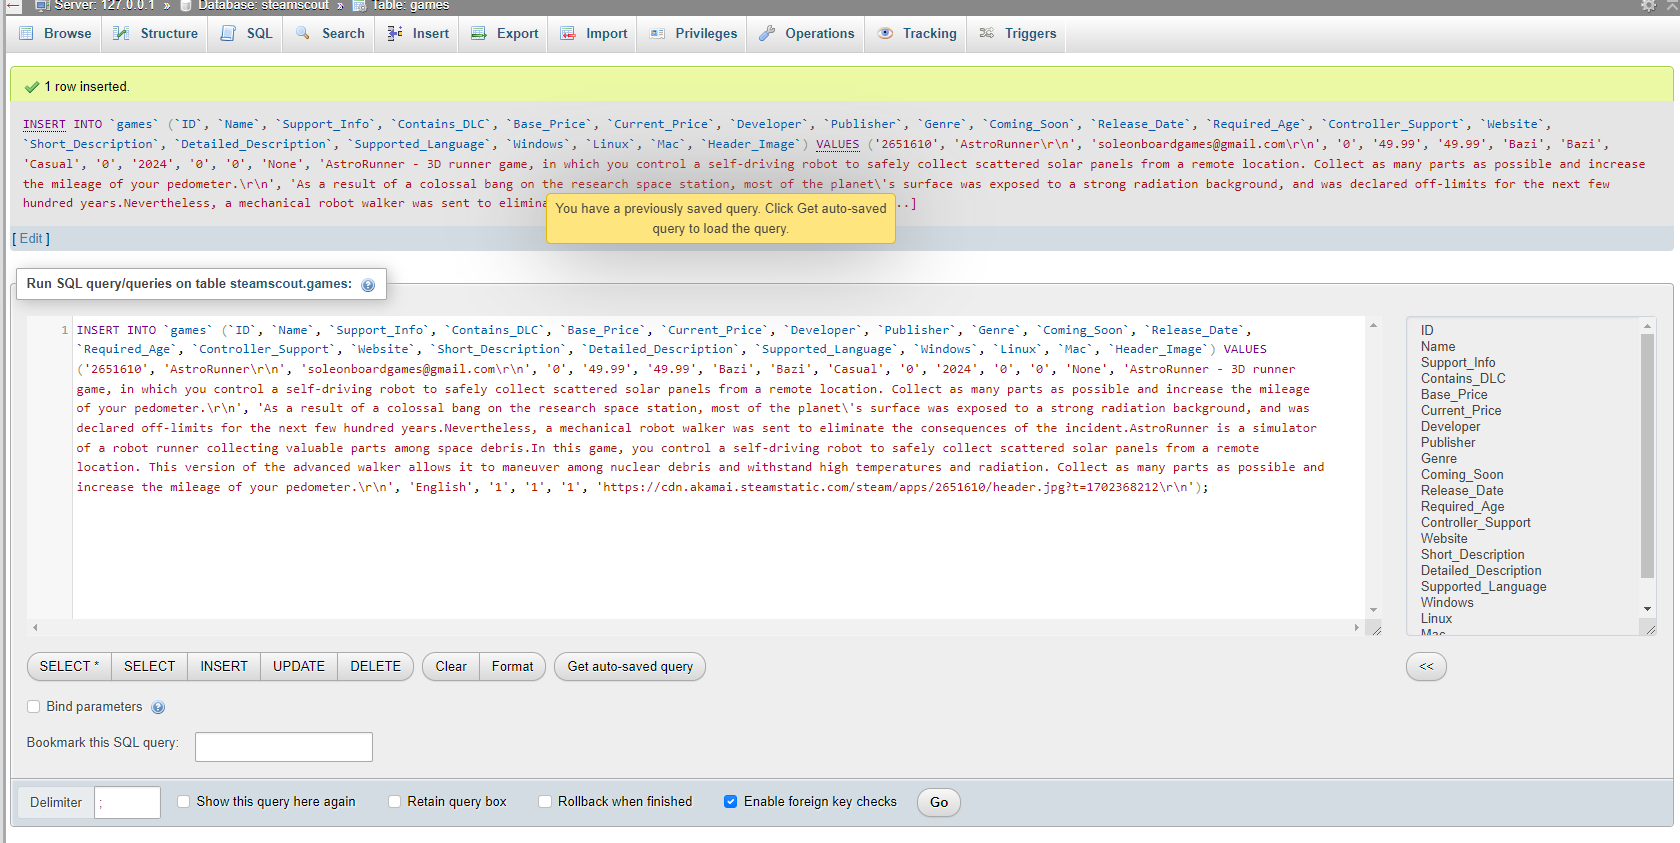 Server: 127.0.0.1 » Database: steamscout » Table: games
Browse Structure SQL Search Insert Export Import Privileges Operations Tracking Triggers
1 row inserted.
INSERT INTO `games` (`ID`, `Name`, `Support_Info`, `Contains_DLC`, `Base_Price`, `Current_Price`, `Developer`, `Publisher`, `Genre`, `Coming_Soon`, `Release_Date`, `Required_Age`, `Controller_Support`, `Website`,
`Short_Description`, `Detailed_Description`, `Supported_Language`, `Windows`, `Linux`, `Mac`, `Header_Image`) VALUES ('2651610', 'AstroRunner\r\n', 'soleonboardgames@gmail.com\r\n', '0', '49.99', '49.99', 'Bazi', 'Bazi',
'Casual', '0', '2024', '0', '0', 'None', 'AstroRunner - 3D runner game, in which you control a self-driving robot to safely collect scattered solar panels from a remote location. Collect as many parts as possible and increase
the mileage of your pedometer.\r\n', 'As a result of a colossal bang on the research space station, most of the planet\'s surface was exposed to a strong radiation background, and was declared off-limits for the next few
hundred years.Nevertheless, a mechanical robot walker was sent to elimina ..]
You have a previously saved query. Click Get auto-saved
query to load the query.
[ Edit ]
Run SQL query/queries on table steamscout.games:
1 INSERT INTO `games` (`ID`, `Name`, `Support_Info`, `Contains_DLC`, `Base_Price`, `Current_Price`, `Developer`, `Publisher`, `Genre`, `Coming_Soon`, `Release_Date`,
`Required_Age`, `Controller_Support`, `Website`, `Short_Description`, `Detailed_Description`, `Supported_Language`, `Windows`, `Linux`, `Mac`, `Header_Image`) VALUES
('2651610', 'AstroRunner\r\n', 'soleonboardgames@gmail.com\r\n', '0', '49.99', '49.99', 'Bazi', 'Bazi', 'Casual', '0', '2024', '0', '0', 'None', 'AstroRunner - 3D runner
game, in which you control a self-driving robot to safely collect scattered solar panels from a remote location. Collect as many parts as possible and increase the mileage
of your pedometer.\r\n', 'As a result of a colossal bang on the research space station, most of the planet\'s surface was exposed to a strong radiation background, and was
declared off-limits for the next few hundred years.Nevertheless, a mechanical robot walker was sent to eliminate the consequences of the incident.AstroRunner is a simulator
of a robot runner collecting valuable parts among space debris.In this game, you control a self-driving robot to safely collect scattered solar panels from a remote
location. This version of the advanced walker allows it to maneuver among nuclear debris and withstand high temperatures and radiation. Collect as many parts as possible and
increase the mileage of your pedometer.\r\n', 'English', '1', '1', '1', 'https://cdn.akamai.steamstatic.com/steam/apps/2651610/header.jpg?t=1702368212\r\n');
ID
Name
Support_Info
Contains_DLC
Base_Price
Current_Price
Developer
Publisher
Genre
Coming_Soon
Release_Date
Required_Age
Controller_Support
Website
Short_Description
Detailed_Description
Supported_Language
Windows
Linux
Mac
SELECT * SELECT INSERT UPDATE DELETE Clear Format Get auto-saved query <<
Bind parameters
Bookmark this SQL query:
Delimiter ; Show this query here again Retain query box Rollback when finished Enable foreign key checks Go